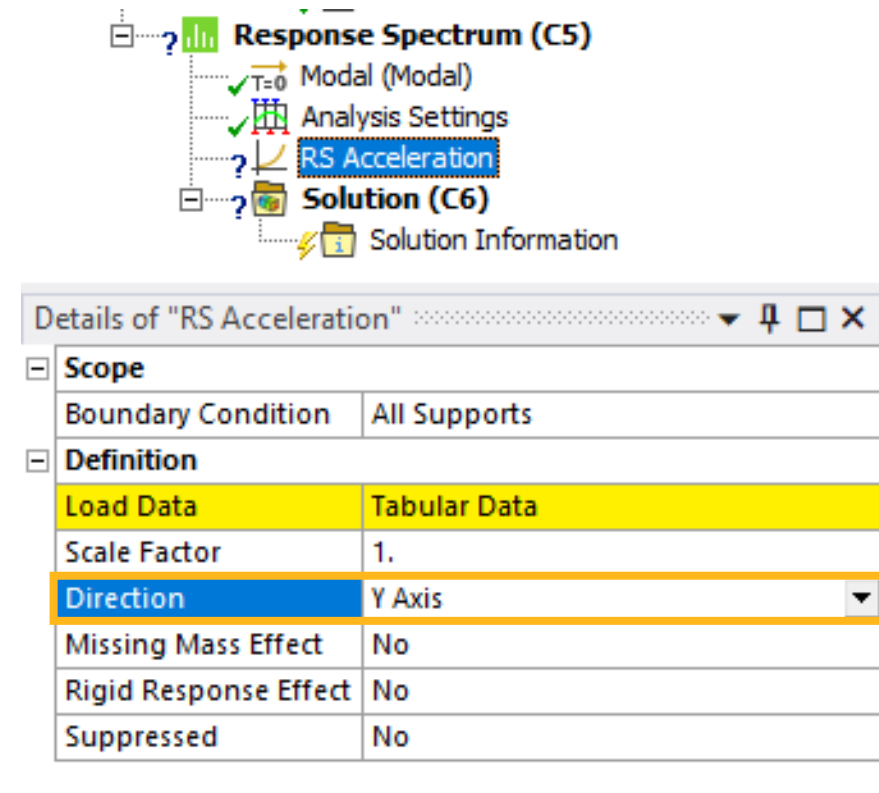 Response Spectrum (C5)
T=0 Modal (Modal)
Analysis Settings
? RS Acceleration
? Solution (C6)
Solution Information
Details of "RS Acceleration"
Scope
Boundary Condition All Supports
Definition
Load Data Tabular Data
Scale Factor 1.
Direction Y Axis
Missing Mass Effect No
Rigid Response Effect No
Suppressed No